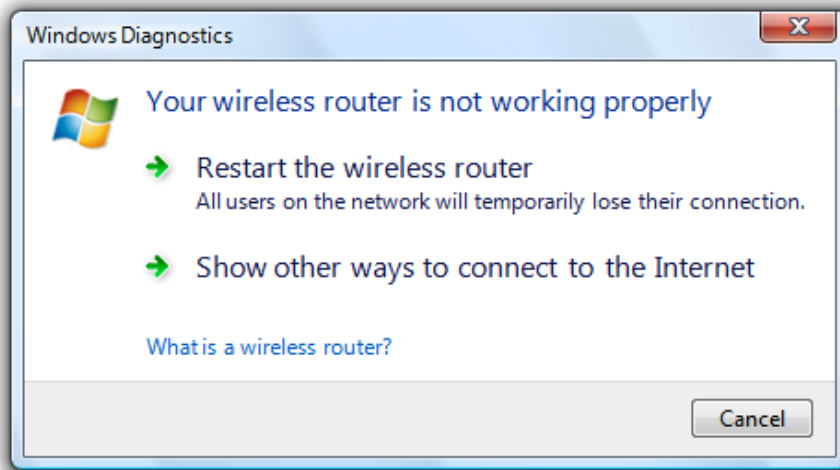 Windows Diagnostics
Your wireless router is not working properly
Restart the wireless router
All users on the network will temporarily lose their connection.
Show other ways to connect to the Internet
What is a wireless router?
Cancel